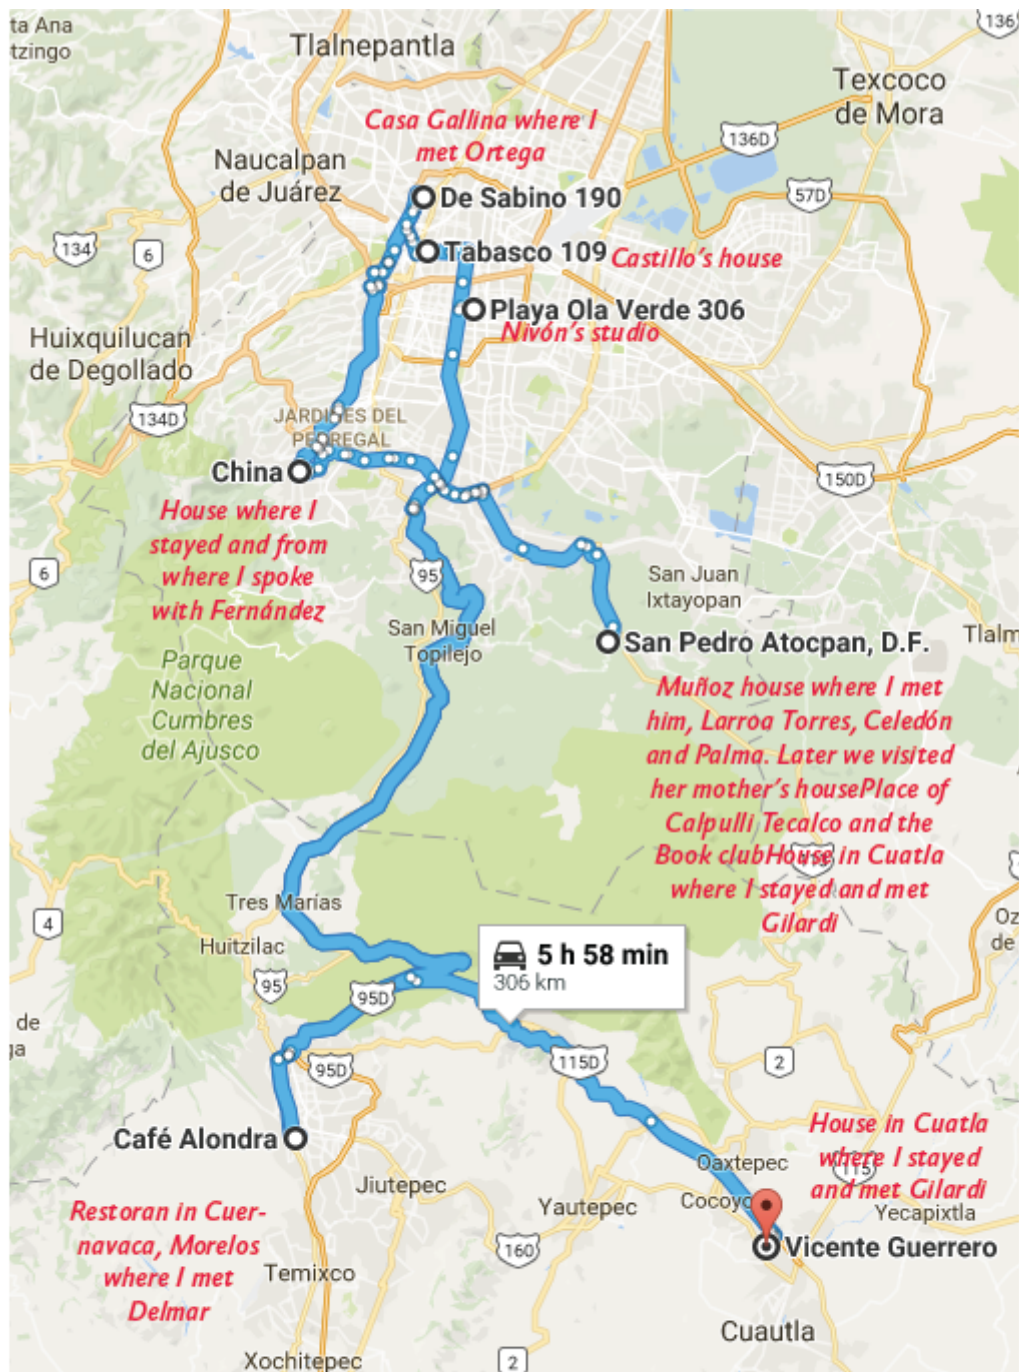 ta Ana
tzingo
Tlalnepantla
136
Texcoco
de Mora
Casa Gallina where I
met Ortega
136D
Naucalpan
de Juárez
De Sabino 190
57D
134
6
Tabasco 109
Castillo's house
Playa Ola Verde 306
Nivón's studio
Huixquilucan
de Degollado
134D
JARDINES DEL
PEDREGAL
China
150D
House where I
stayed and from
where I spoke
with Fernández
6
95
San Juan
Ixtayopan
San Miguel
Topilejo
San Pedro Atocpan, D.F.
Tlalm
Parque
Nacional
Cumbres
del Ajusco
Muñoz house where I met
him, Larroa Torres, Celedón
and Palma. Later we visited
her mother's housePlace of
Calpulli Tecalco and the
Book clubHouse in Cuatla
where I stayed and met
Gilardi
115
Tres Marías
4
Huitzilac
Oz
de
5 h 58 min
306 km
95
95D
de
ga
95D
115D
2
Café Alondra
House in Cuatla
where I stayed
and met Gilardi
115
Oaxtepec
Jiutepec
Cocoyo
Yautepec
Yecapixtla
Restoran in Cuer-
navaca, Morelos
where I met
Delmar
160
Vicente Guerrero
Temixco
Cuautla
Xochitepec
2